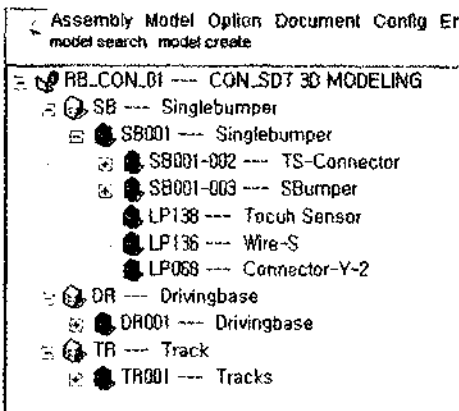 Assembly Model Option Document Config Er
model search model create
RB_CON_01 --- CON_SDT 3D MODELING
SB --- Singlebumper
SB001 --- Singlebumper
SB001-002 --- TS-Connector
SB001-003 --- SBumper
LP138 --- Tocuh Sensor
LP136 --- Wire-S
LP068 --- Connector-Y-2
DR --- Drivingbase
DR001 --- Drivingbase
TR --- Track
TR001 --- Tracks